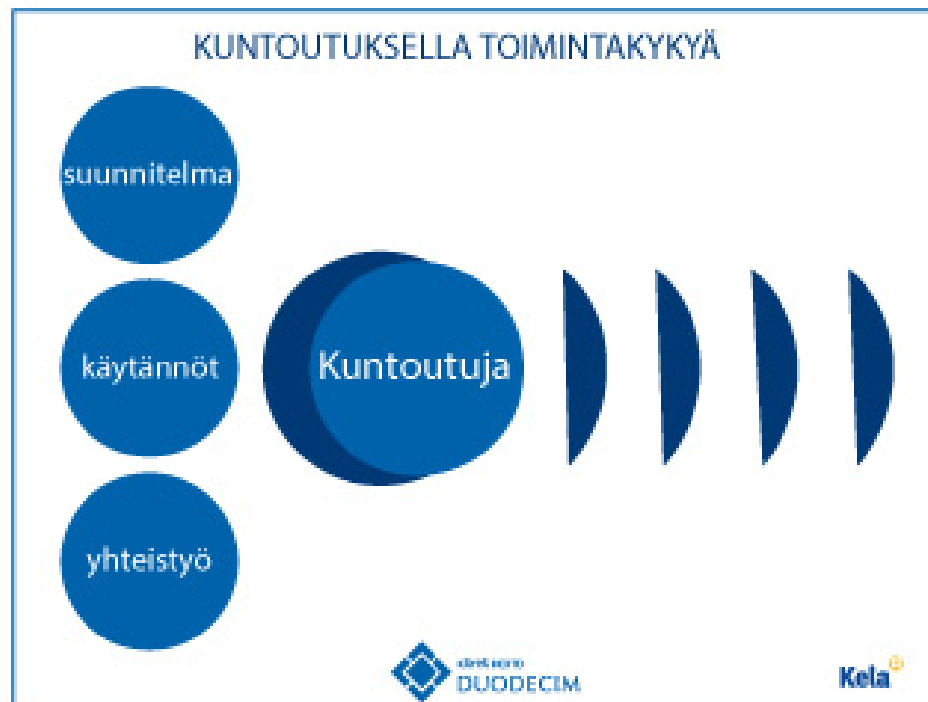 KUNTOUTUKSELLA TOIMINTAKYKYÄ
suunnitelma
käytännöt
Kuntoutuja
yhteistyö
DUODECIM
Kela